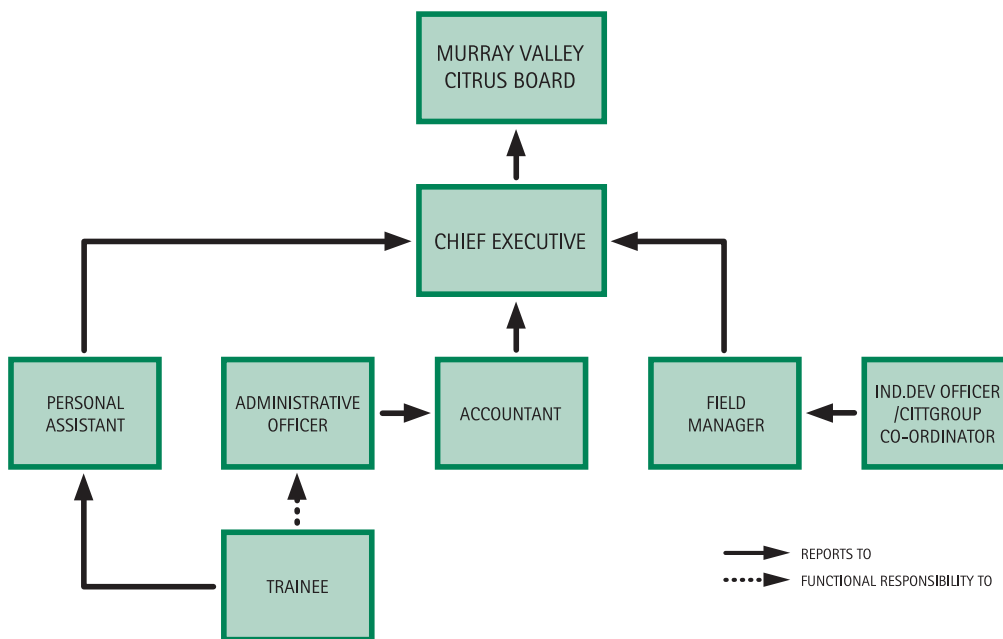 MURRAY VALLEY
CITRUS BOARD
CHIEF EXECUTIVE
PERSONAL
ASSISTANT
ADMINISTRATIVE
OFFICER
ACCOUNTANT
FIELD
MANAGER
IND.DEV OFFICER
/CITTGROUP
CO-ORDINATOR
TRAINEE
REPORTS TO
FUNCTIONAL RESPONSIBILITY TO